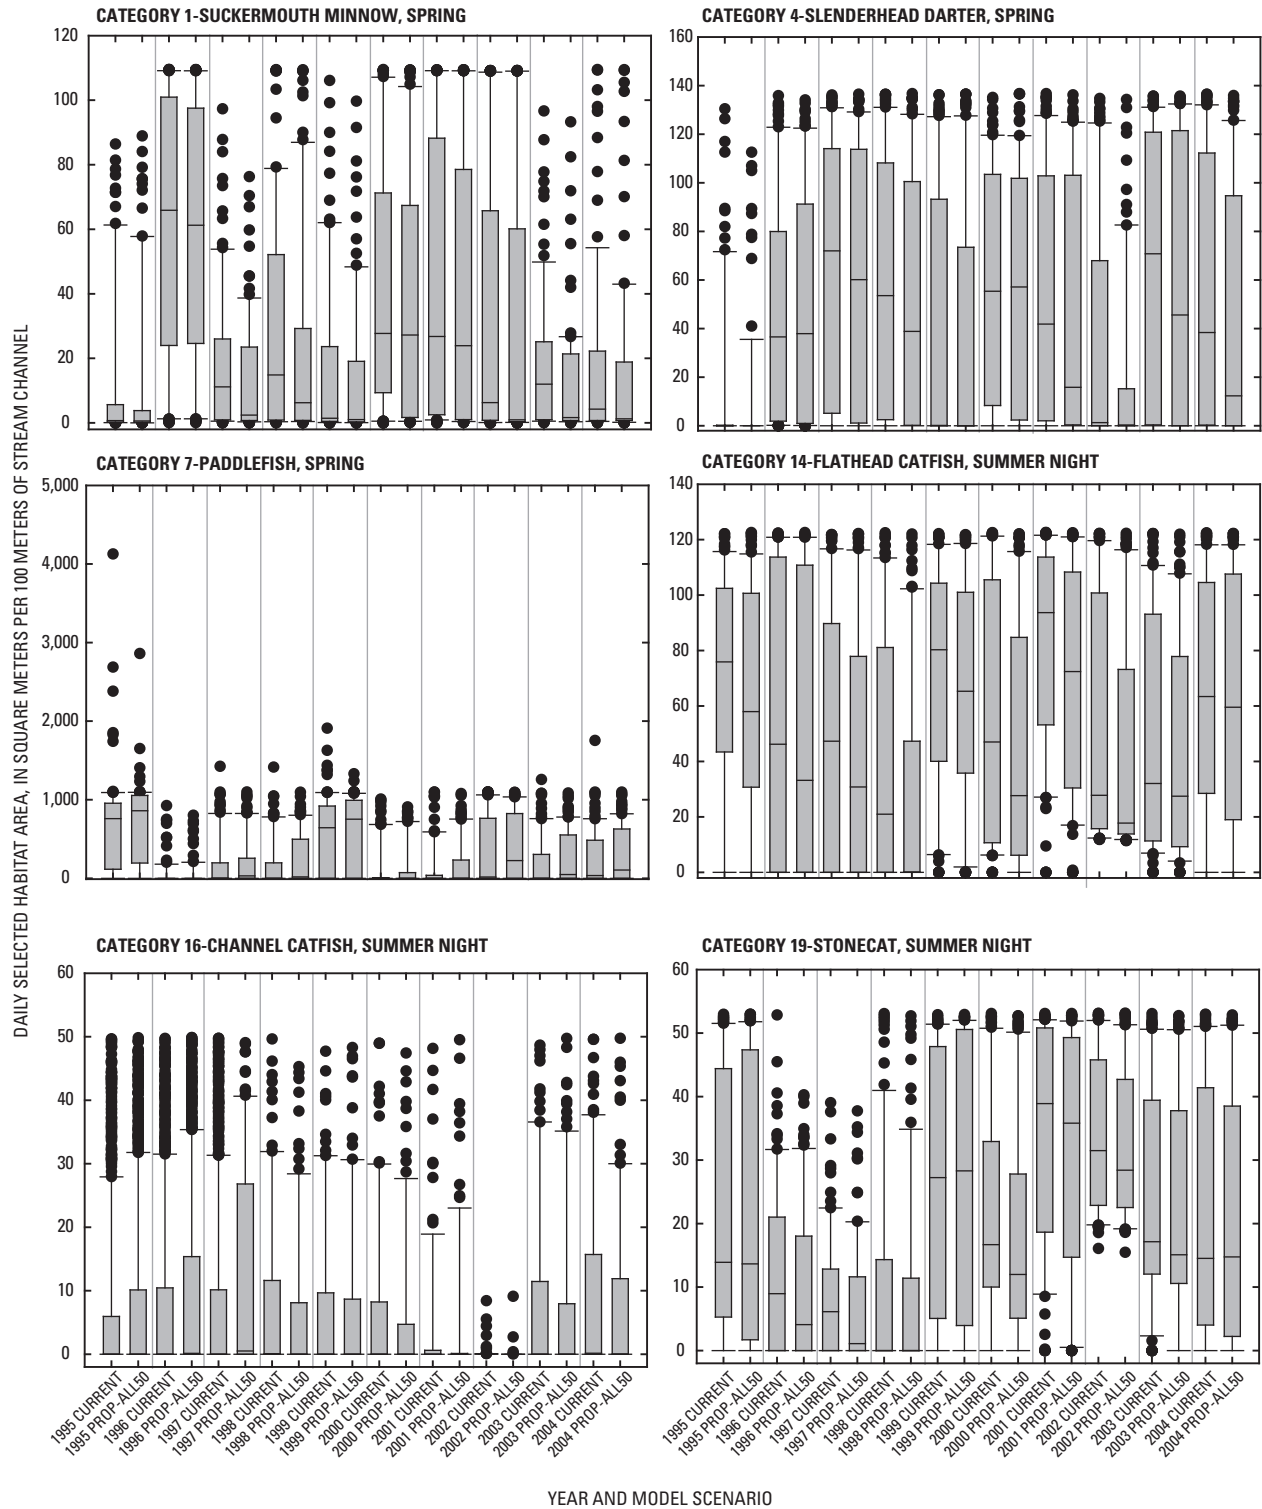 CATEGORY 1-SUCKERMOUTH MINNOW, SPRING
120
100
80
60
40
20
0
CATEGORY 4-SLENDERHEAD DARTER, SPRING
160
140
120
100
80
60
40
20
0
DAILY SELECTED HABITAT AREA, IN SQUARE METERS PER 100 METERS OF STREAM CHANNEL
CATEGORY 7-PADDLEFISH, SPRING
5,000
4,000
3,000
2,000
1,000
0
CATEGORY 14-FLATHEAD CATFISH, SUMMER NIGHT
140
120
100
80
60
40
20
0
CATEGORY 16-CHANNEL CATFISH, SUMMER NIGHT
60
50
40
30
20
10
0
1995 CURRENT
1995 PROP-ALL50
1996 CURRENT
1996 PROP-ALL50
1997 CURRENT
1997 PROP-ALL50
1998 CURRENT
1998 PROP-ALL50
1999 CURRENT
1999 PROP-ALL50
2000 CURRENT
2000 PROP-ALL50
2001 CURRENT
2001 PROP-ALL50
2002 CURRENT
2002 PROP-ALL50
2003 CURRENT
2003 PROP-ALL50
2004 CURRENT
2004 PROP-ALL50
CATEGORY 19-STONECAT, SUMMER NIGHT
60
50
40
30
20
10
0
1995 CURRENT
1995 PROP-ALL50
1996 CURRENT
1996 PROP-ALL50
1997 CURRENT
1997 PROP-ALL50
1998 CURRENT
1998 PROP-ALL50
1999 CURRENT
1999 PROP-ALL50
2000 CURRENT
2000 PROP-ALL50
2001 CURRENT
2001 PROP-ALL50
2002 CURRENT
2002 PROP-ALL50
2003 CURRENT
2003 PROP-ALL50
2004 CURRENT
2004 PROP-ALL50
YEAR AND MODEL SCENARIO